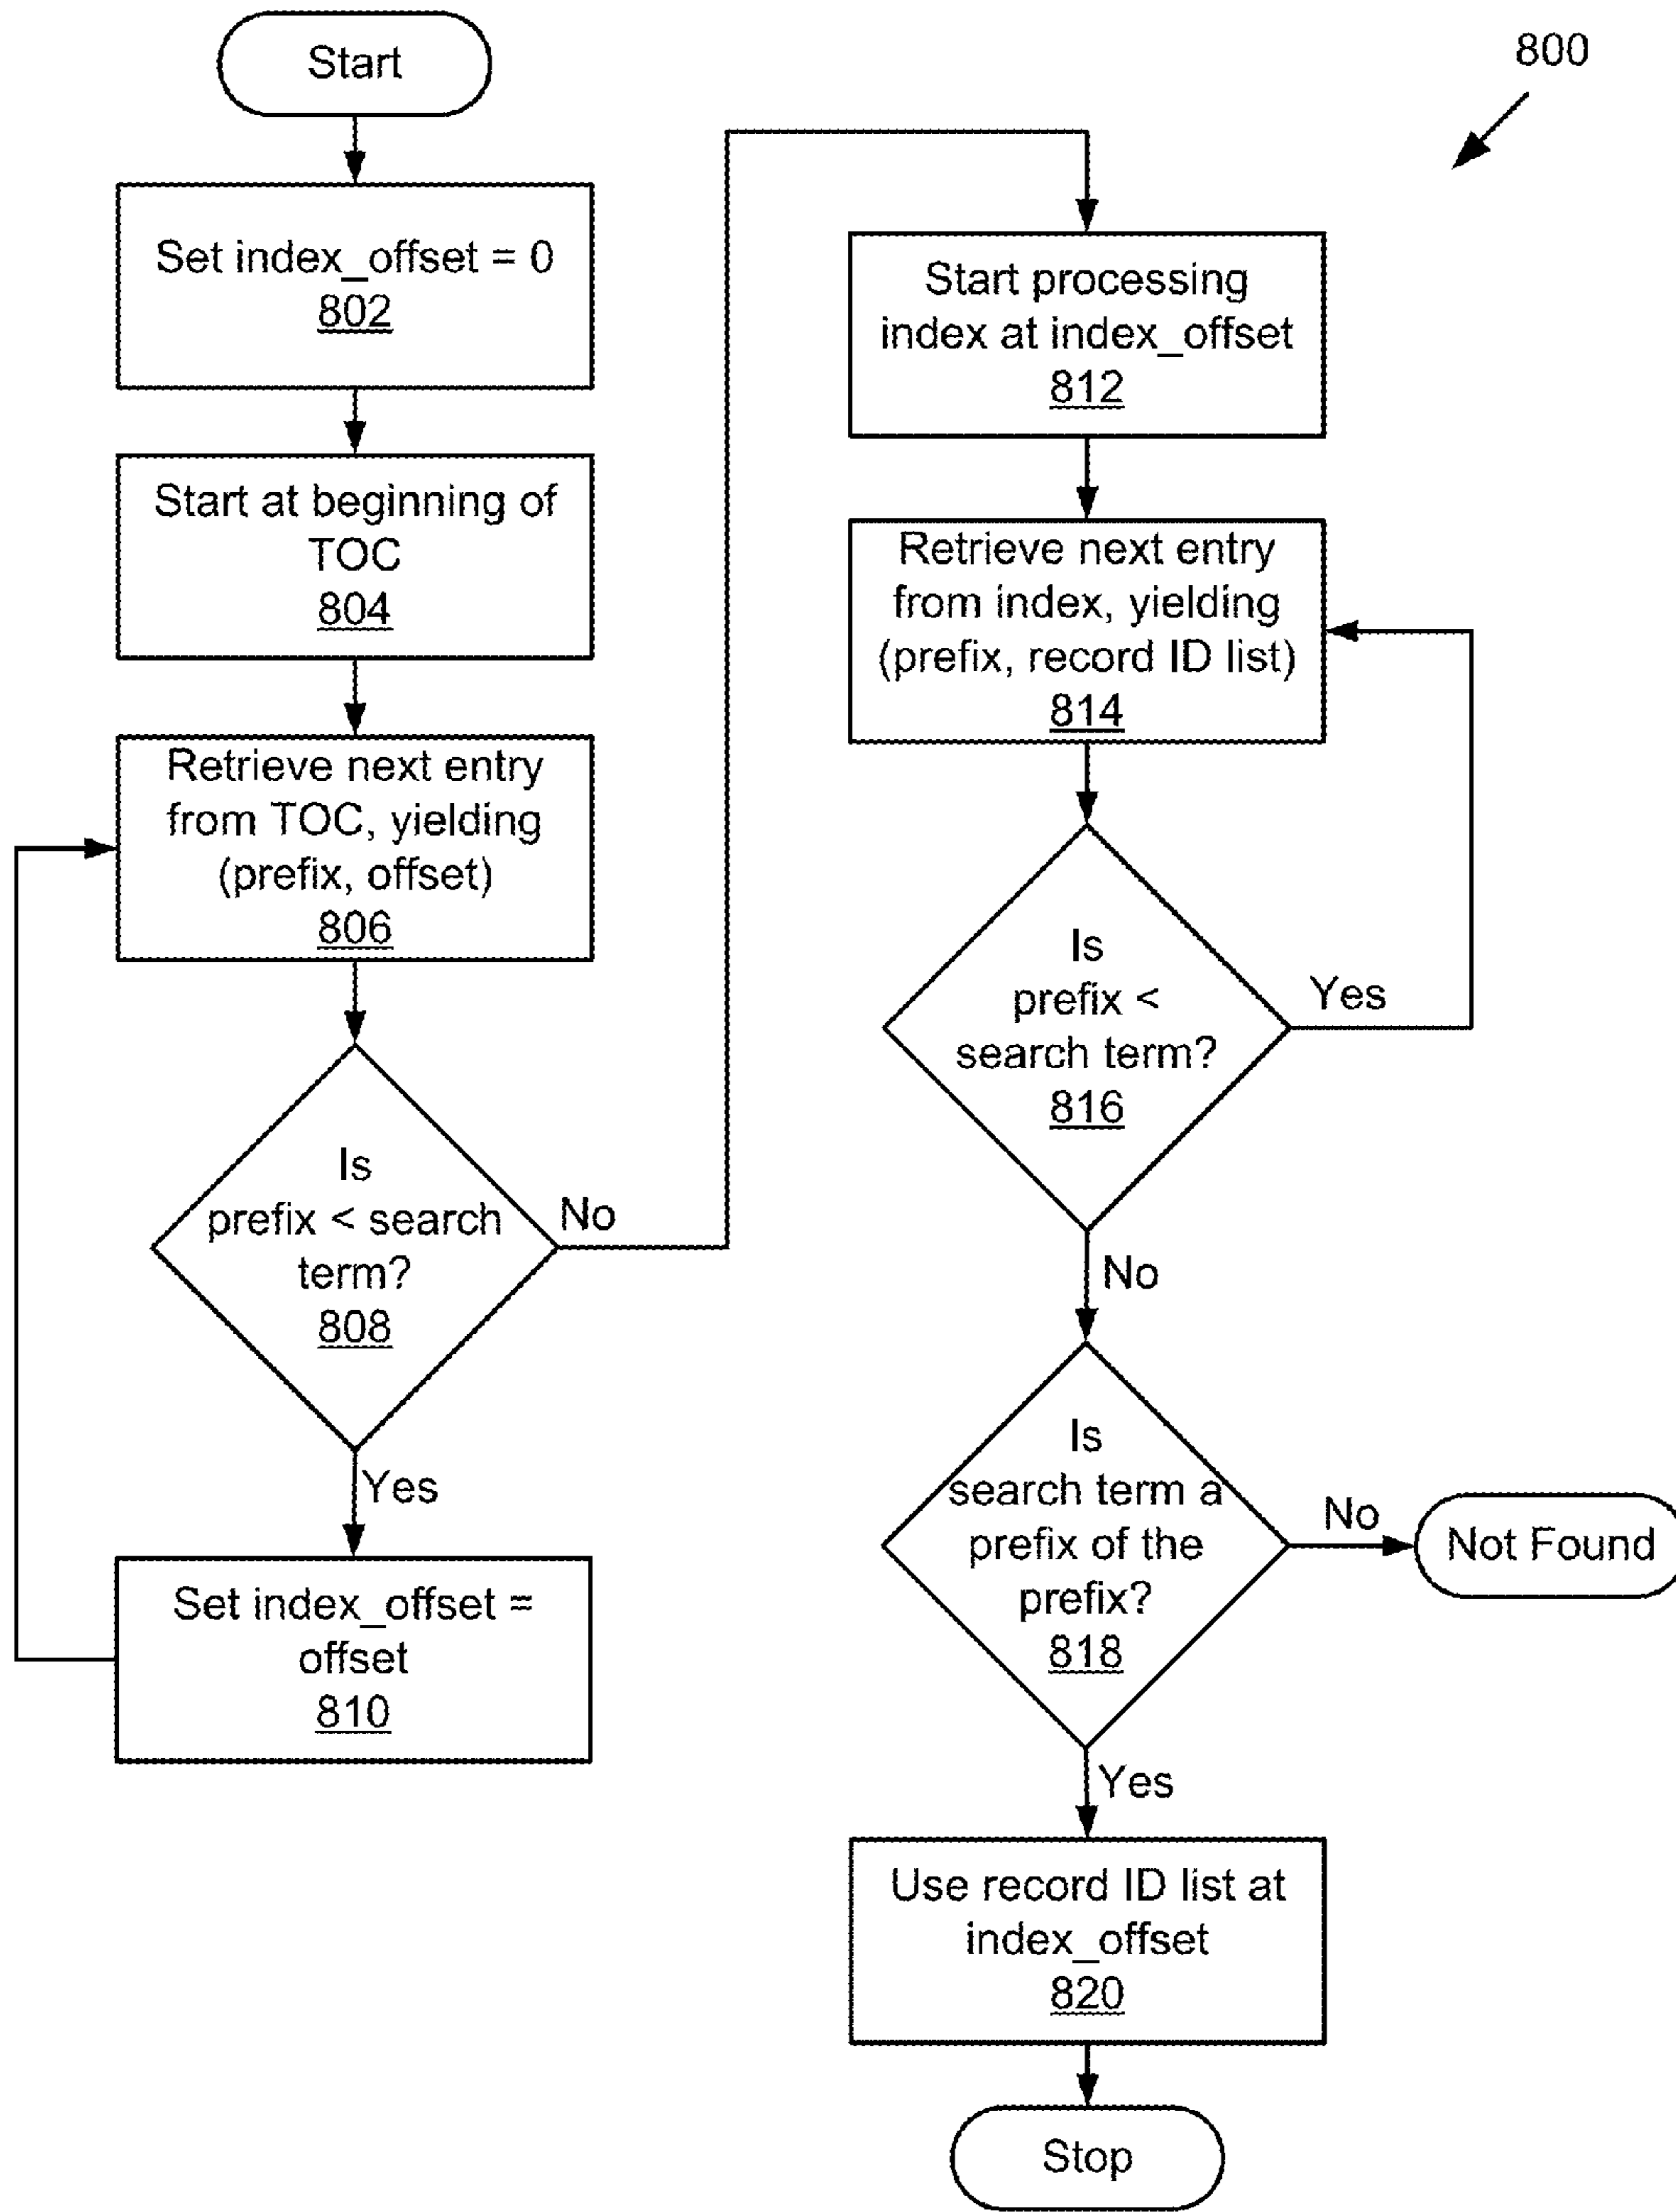 800
Start
Set index_offset = 0
802
Start at beginning of
TOC
804
Retrieve next entry
from TOC, yielding
(prefix, offset)
806
Is
prefix < search
term?
808
No
Yes
Set index_offset =
offset
810
Start processing
index at index_offset
812
Retrieve next entry
from index, yielding
(prefix, record ID list)
814
Is
prefix <
search term?
816
Yes
No
Is
search term a
prefix of the
prefix?
818
No
Not Found
Yes
Use record ID list at
index_offset
820
Stop